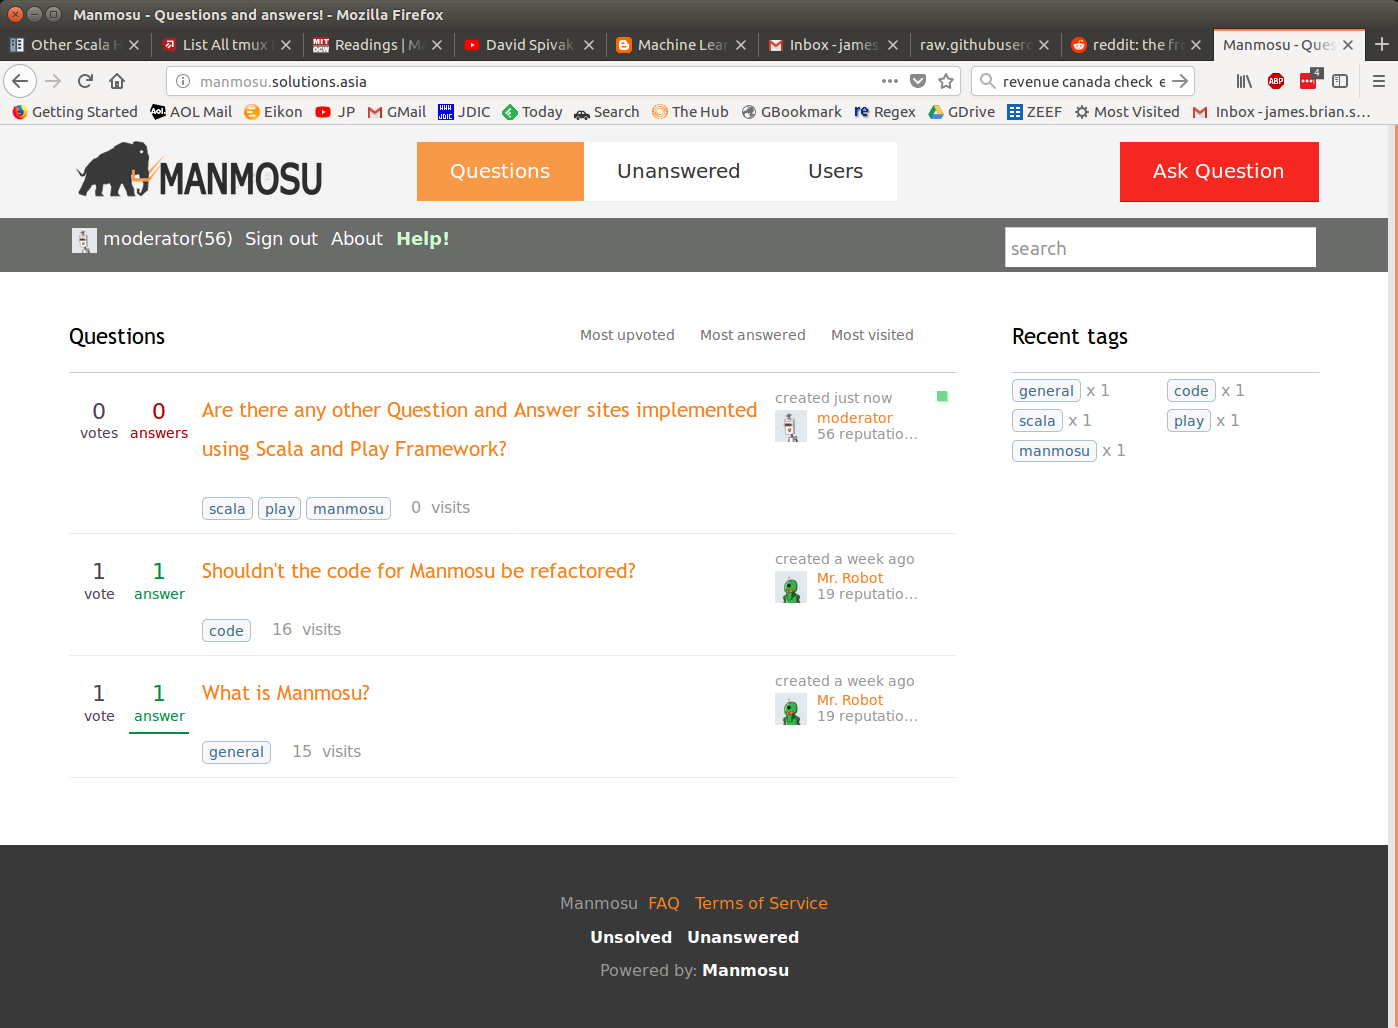 Manmosu - Questions and answers! - Mozilla Firefox
Other Scala H
List All tmux
Readings | M
David Spivak
Machine Lear
Inbox - james.
raw.githubuserc
reddit: the fr
Manmosu - Ques
manmosu.solutions.asia
revenue canada check e
4
Getting Started
AOL Mail
Eikon
JP
GMail
JDIC
Today
Search
The Hub
GBookmark
Regex
GDrive
ZEEF
Most Visited
Inbox - james.brian.s...
MANMOSU
Questions
Unanswered
Users
Ask Question
moderator(56) Sign out About Help!
search
Questions
Most upvoted
Most answered
Most visited
0
votes
0
answers
Are there any other Question and Answer sites implemented
using Scala and Play Framework?
created just now
moderator
56 reputatio...
scala play manmosu 0 visits
1
vote
1
answer
Shouldn't the code for Manmosu be refactored?
created a week ago
Mr. Robot
19 reputatio...
code 16 visits
1
vote
1
answer
What is Manmosu?
created a week ago
Mr. Robot
19 reputatio...
general 15 visits
Recent tags
general x 1
code x 1
scala x 1
play x 1
manmosu x 1
Manmosu FAQ Terms of Service
Unsolved Unanswered
Powered by: Manmosu